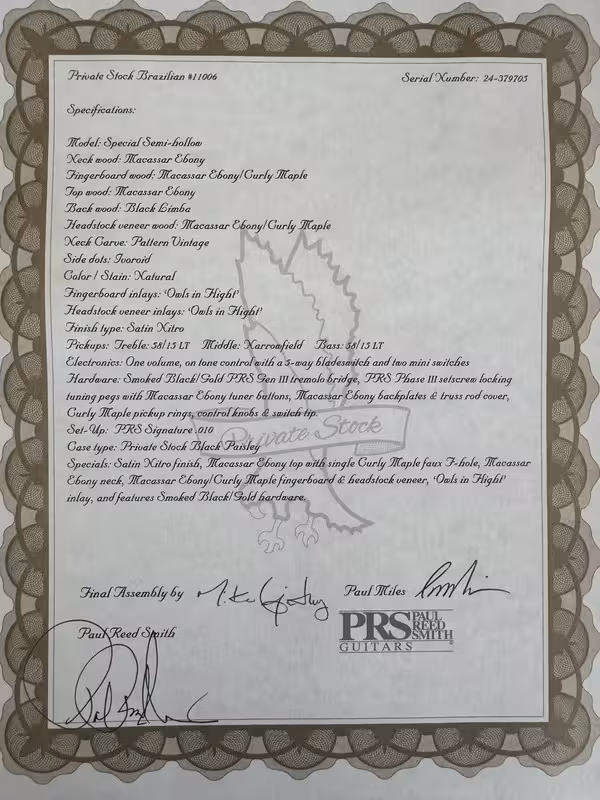 Private Stock Brazilian #11006 Serial Number: 24-379705
Specifications:
Model: Special Semi-hollow
Neck wood: Macassar Ebony
Fingerboard wood: Macassar Ebony/Curly Maple
Top wood: Macassar Ebony
Back wood: Black Limba
Headstock veneer wood: Macassar Ebony/Curly Maple
Neck Carve: Pattern Vintage
Side dots: Ivoroid
Color / Stain: Natural
Fingerboard inlays: 'Owls in Flight'
Headstock veneer inlays: 'Owls in Flight'
Finish type: Satin Nitro
Pickups: Treble: 58/15 LT Middle: Narrowfield Bass: 58/15 LT
Electronics: One volume, on tone control with a 5-way bladeswitch and two mini switches
Hardware: Smoked Black/Gold PRS Gen III tremolo bridge, PRS Phase III setscrew locking
tuning pegs with Macassar Ebony tuner buttons, Macassar Ebony backplates & truss rod cover,
Curly Maple pickup rings, control knobs & switch tip.
Set-Up: PRS Signature .010
Case type: Private Stock Black Paisley
Private Stock
Specials: Satin Nitro finish, Macassar Ebony top with single Curly Maple faux F-hole, Macassar
Ebony neck, Macassar Ebony/Curly Maple fingerboard & headstock veneer, 'Owls in Flight'
inlay, and features Smoked Black/Gold hardware.
Final Assembly by Paul Miles
Paul Reed Smith
PRS PAUL
REED
SMITH
GUITARS